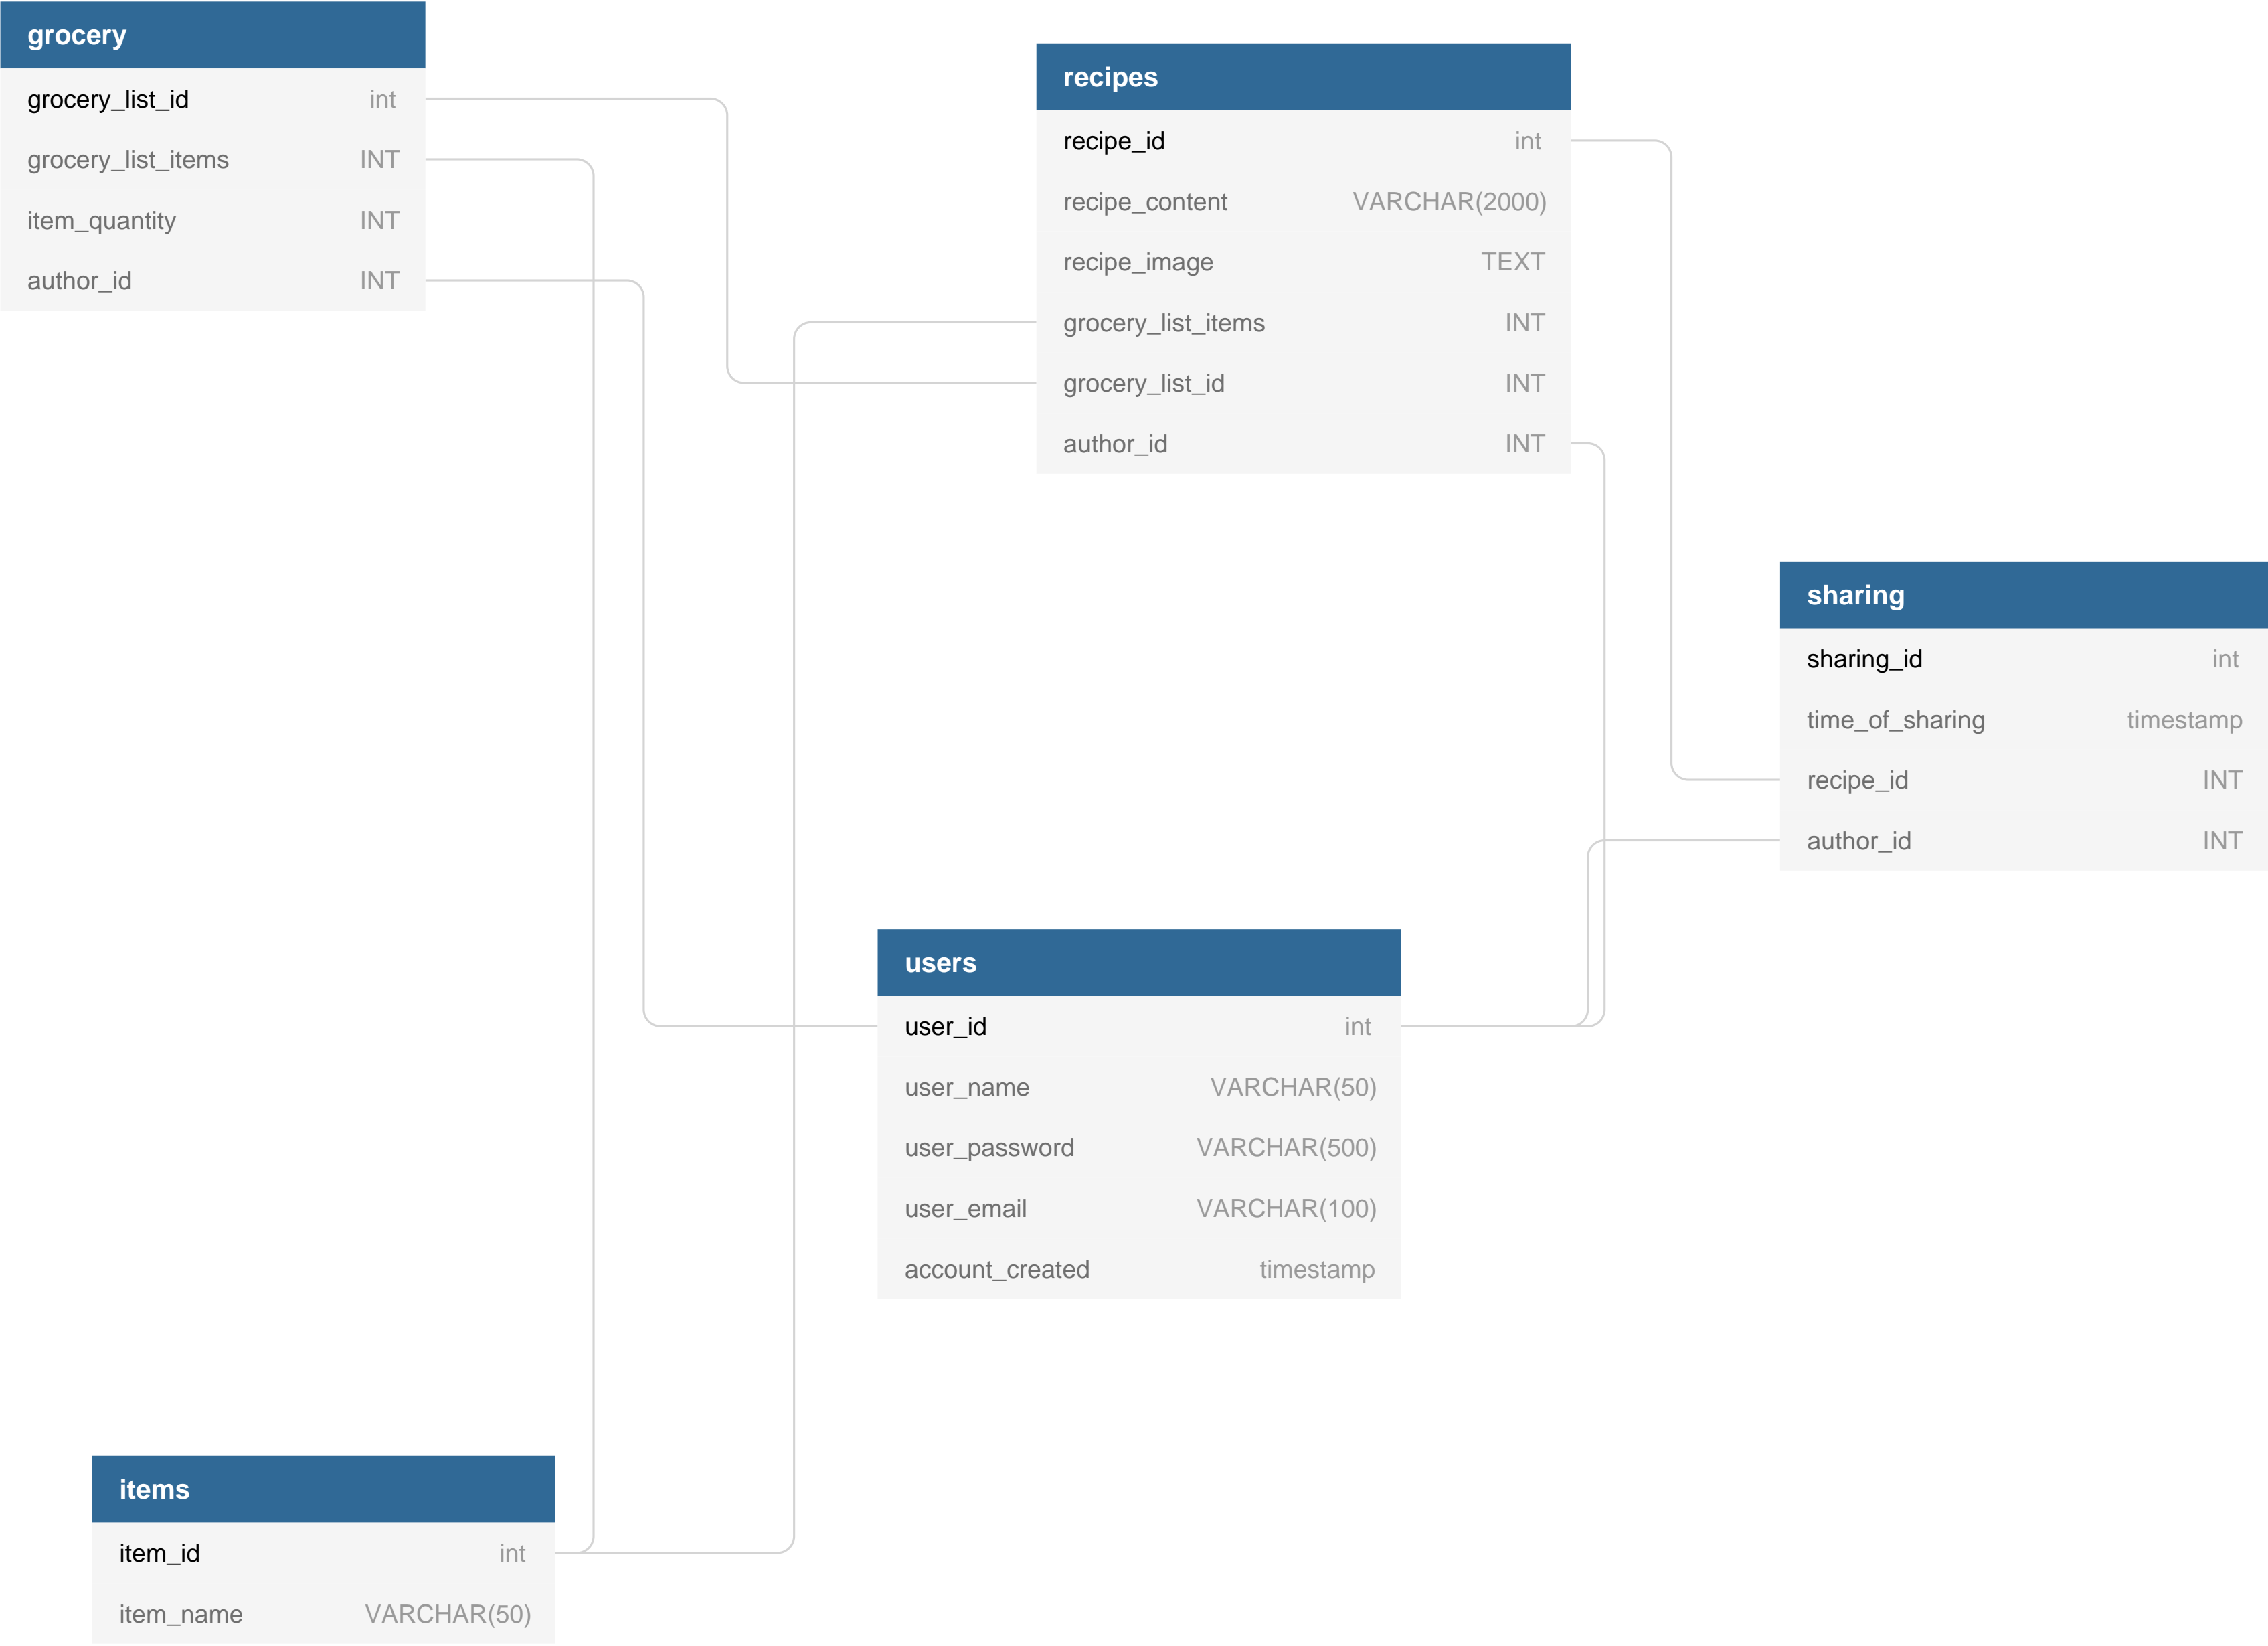 grocery
grocery_list_id int
grocery_list_items INT
item_quantity INT
author_id INT
recipes
recipe_id int
recipe_content VARCHAR(2000)
recipe_image TEXT
grocery_list_items INT
grocery_list_id INT
author_id INT
sharing
sharing_id int
time_of_sharing timestamp
recipe_id INT
author_id INT
users
user_id int
user_name VARCHAR(50)
user_password VARCHAR(500)
user_email VARCHAR(100)
account_created timestamp
items
item_id int
item_name VARCHAR(50)